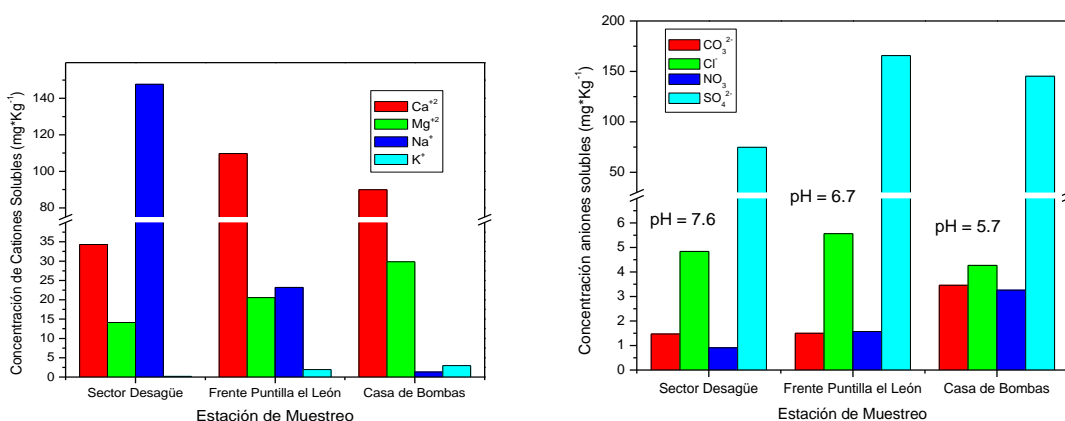 Concentración de Cationes Solubles (mg*Kg⁻¹)
140
120
100
80
35
30
25
20
15
10
5
0
Ca⁺²
Mg⁺²
Na⁺
K⁺
Sector Desagüe Frente Puntilla el León Casa de Bombas
Estación de Muestreo
Concentración aniones solubles (mg*Kg⁻¹)
200
150
100
50
6
5
4
3
2
1
0
CO₃²⁻
Cl⁻
NO₃
SO₄²⁻
pH = 7.6
pH = 6.7
pH = 5.7
Sector Desagüe Frente Puntilla el León Casa de Bombas
Estación de Muestreo